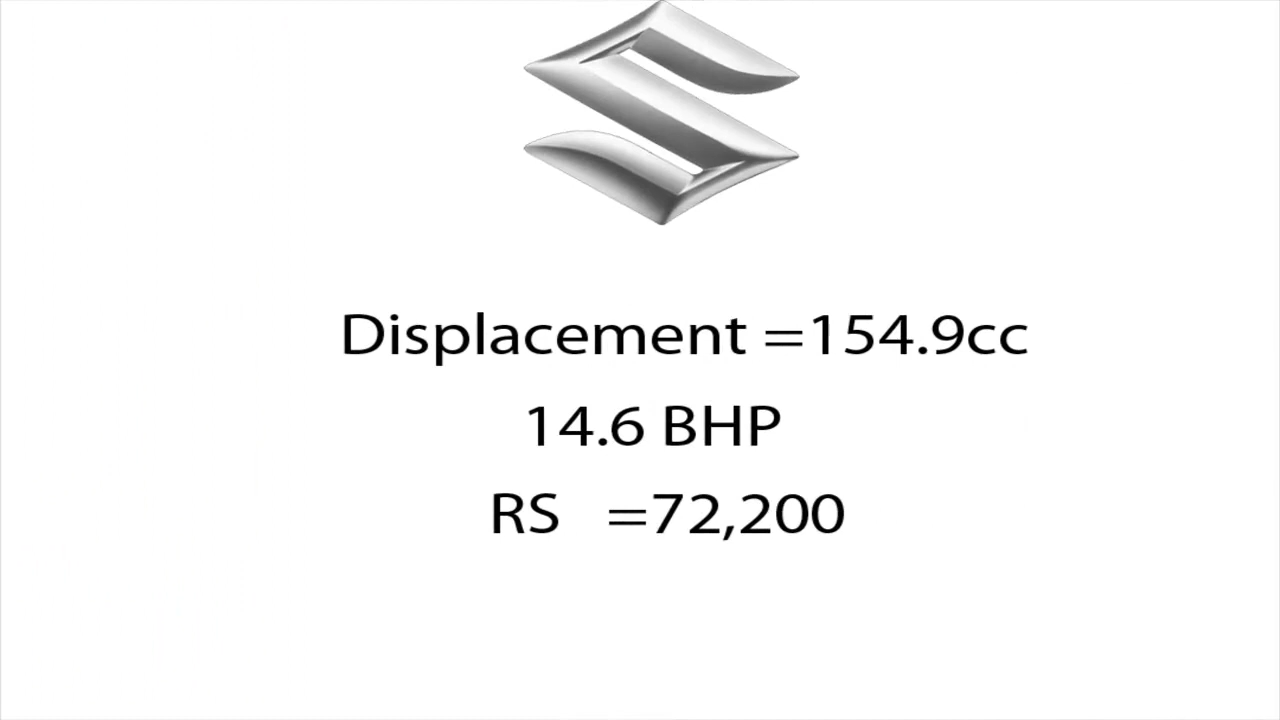 Displacement =154.9cc
14.6 BHP
RS =72,200